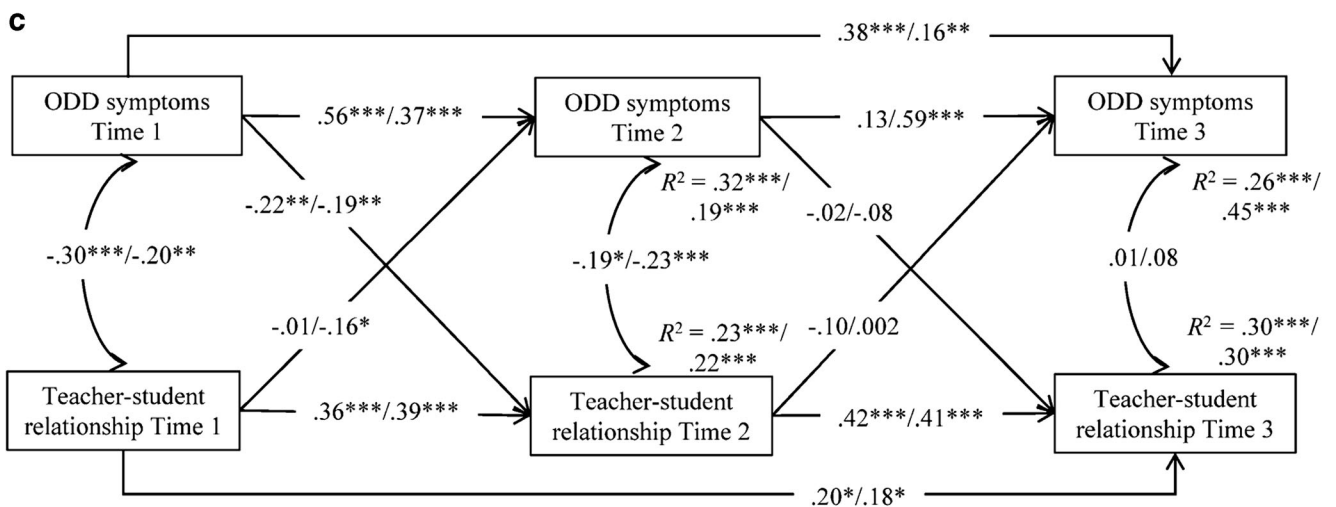 c
.38***/.16**
ODD symptoms
Time 1
.56***/.37***
ODD symptoms
Time 2
.13/.59***
ODD symptoms
Time 3
R² = .32***/
.19***
R² = .26***/
.45***
-.22**/-.19**
-.02/-.08
-.30***/-.20**
-.19*/-.23***
.01/.08
-.01/-.16*
R² = .23***/
.22***
-.10/.002
R² = .30***/
.30***
Teacher-student
relationship Time 1
.36***/.39***
Teacher-student
relationship Time 2
.42***/.41***
Teacher-student
relationship Time 3
.20*/.18*